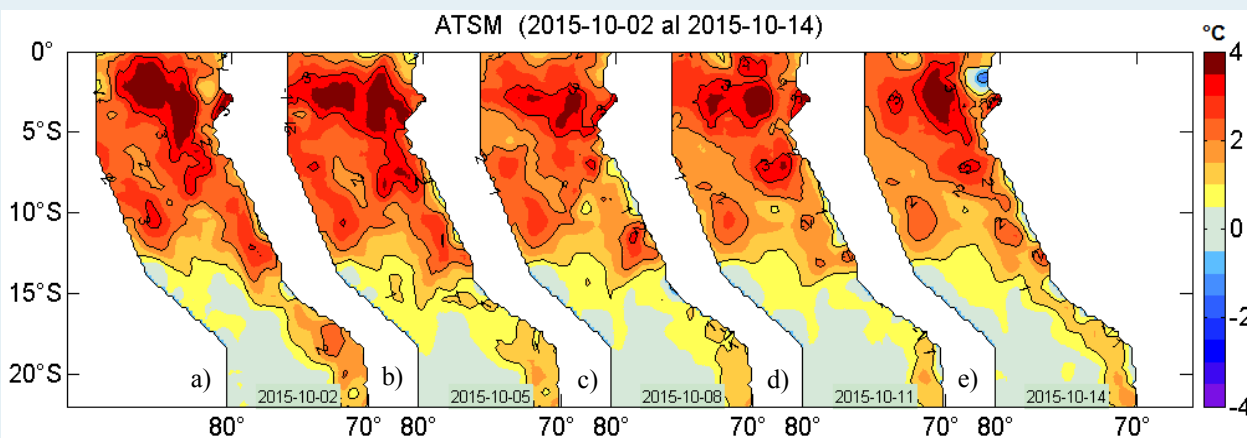 ATSM (2015-10-02 al 2015-10-14)
°C
0°
5°S
10°S
15°S
20°S
a) b) c) d) e)
2015-10-02 2015-10-05 2015-10-08 2015-10-11 2015-10-14
80° 70° 80° 70° 80° 70° 80° 70° 80° 70°
4
2
0
-2
-4